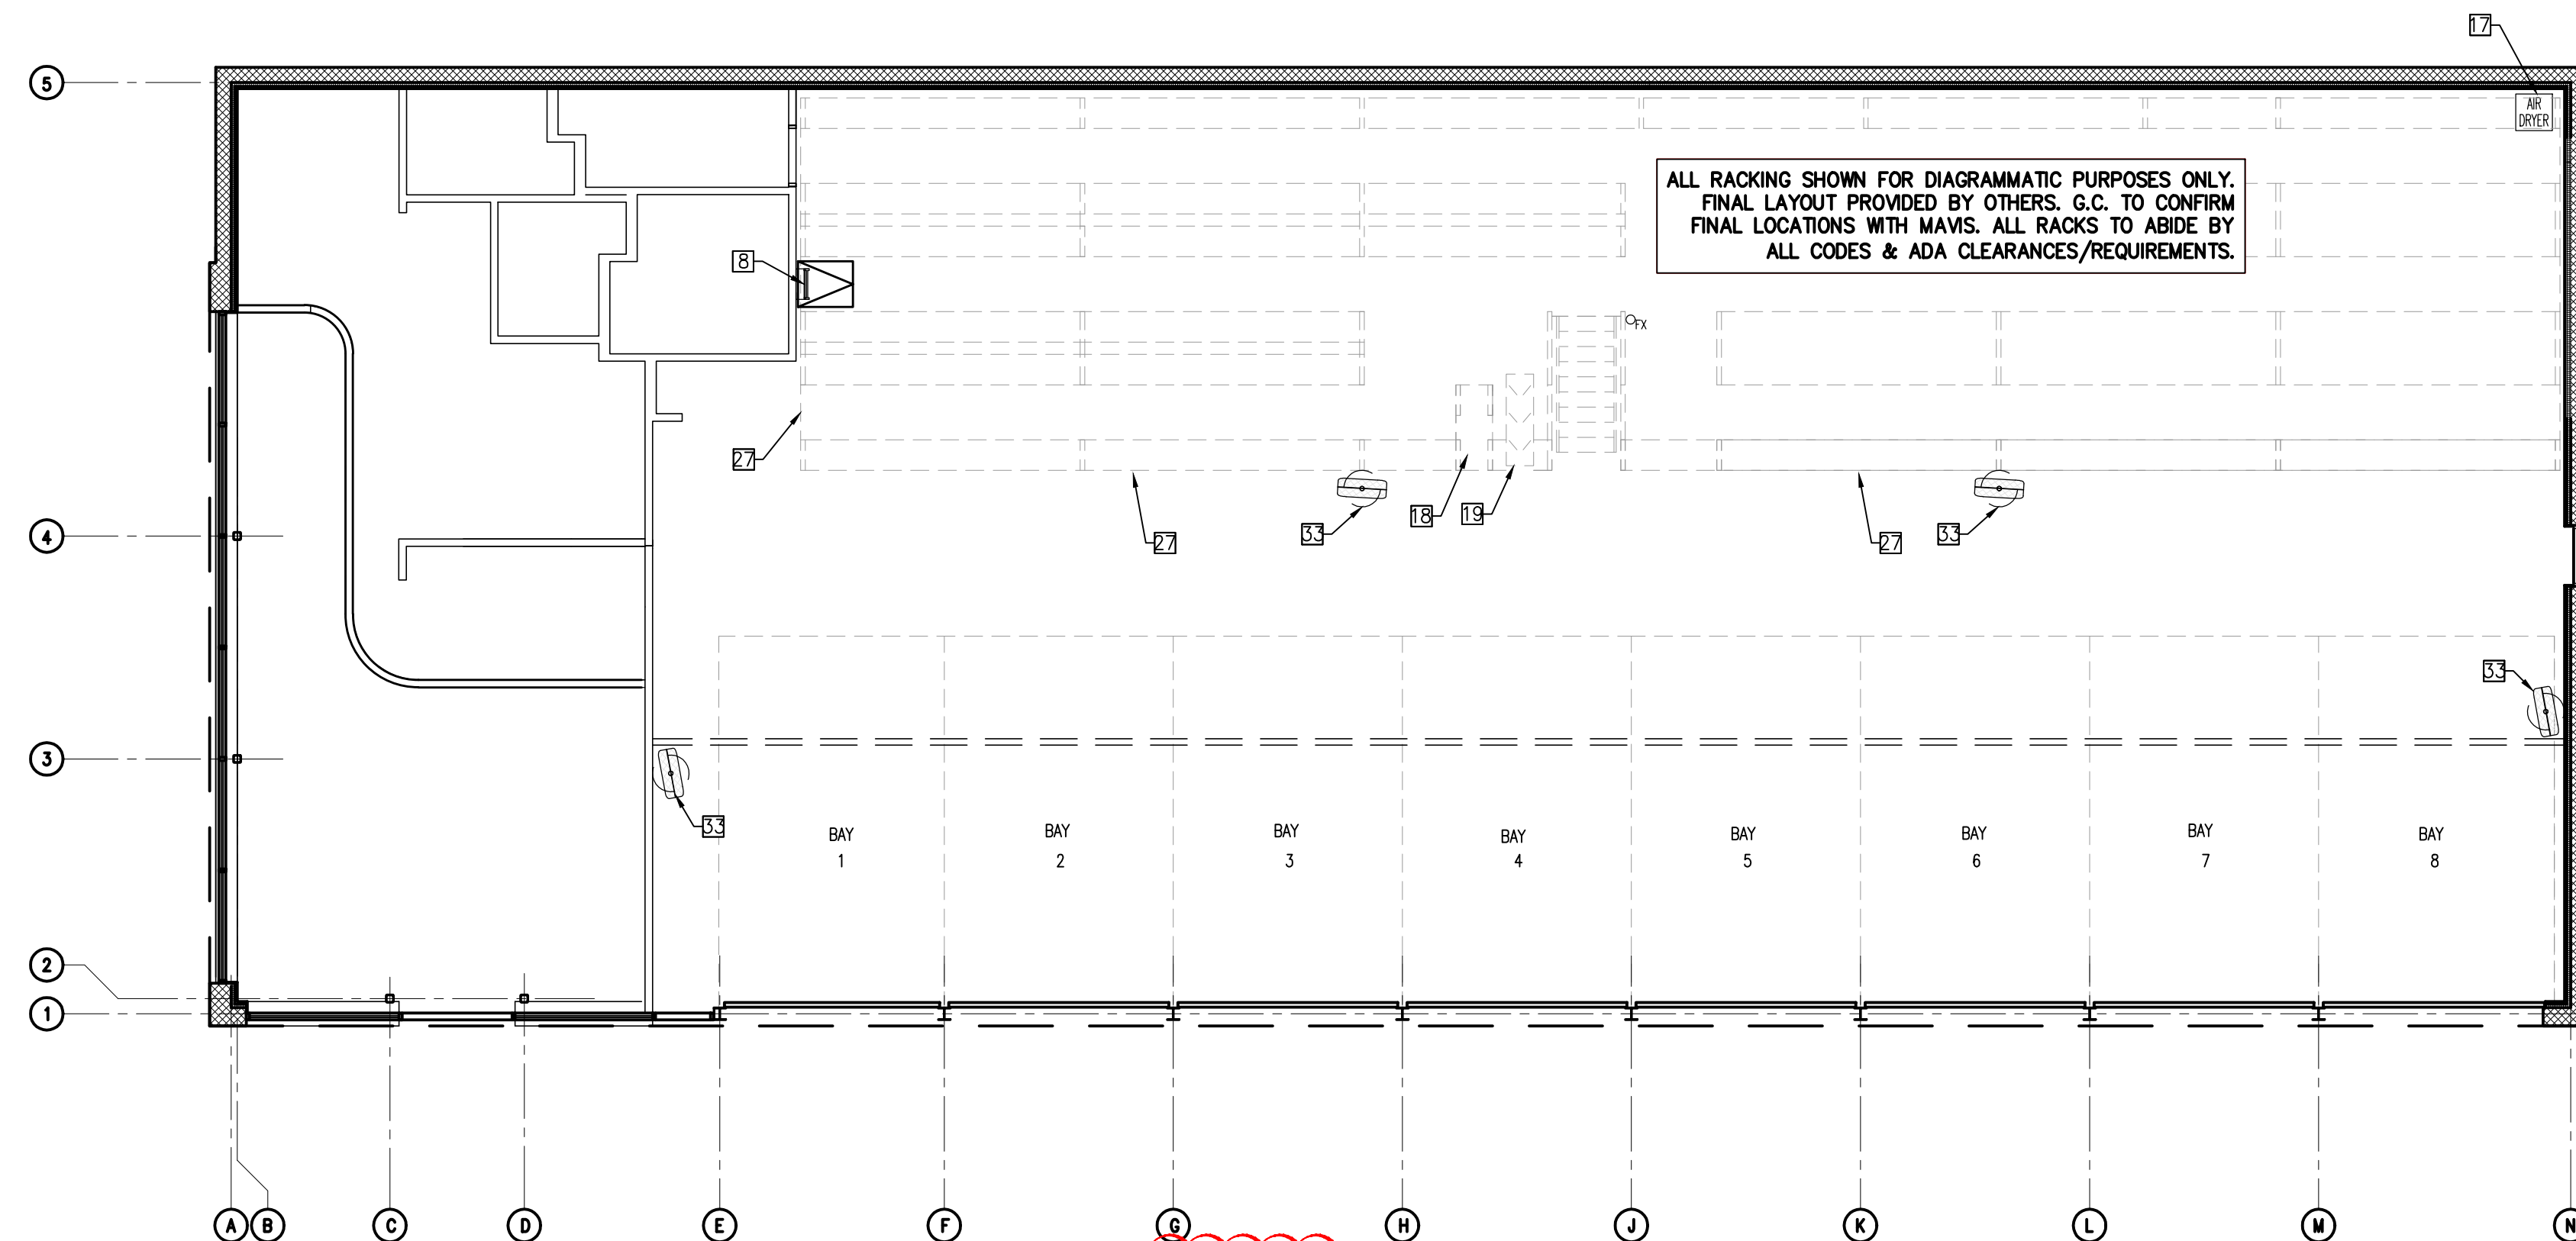 17
5
AIR
DRYER
ALL RACKING SHOWN FOR DIAGRAMMATIC PURPOSES ONLY.
FINAL LAYOUT PROVIDED BY OTHERS. G.C. TO CONFIRM
FINAL LOCATIONS WITH MAVIS. ALL RACKS TO ABIDE BY
ALL CODES & ADA CLEARANCES/REQUIREMENTS.
8
FX
27
18
19
33
33
4
27
27
33
3
33
BAY
1
BAY
2
BAY
3
BAY
4
BAY
5
BAY
6
BAY
7
BAY
8
2
1
A B C D E F G H J K L M N